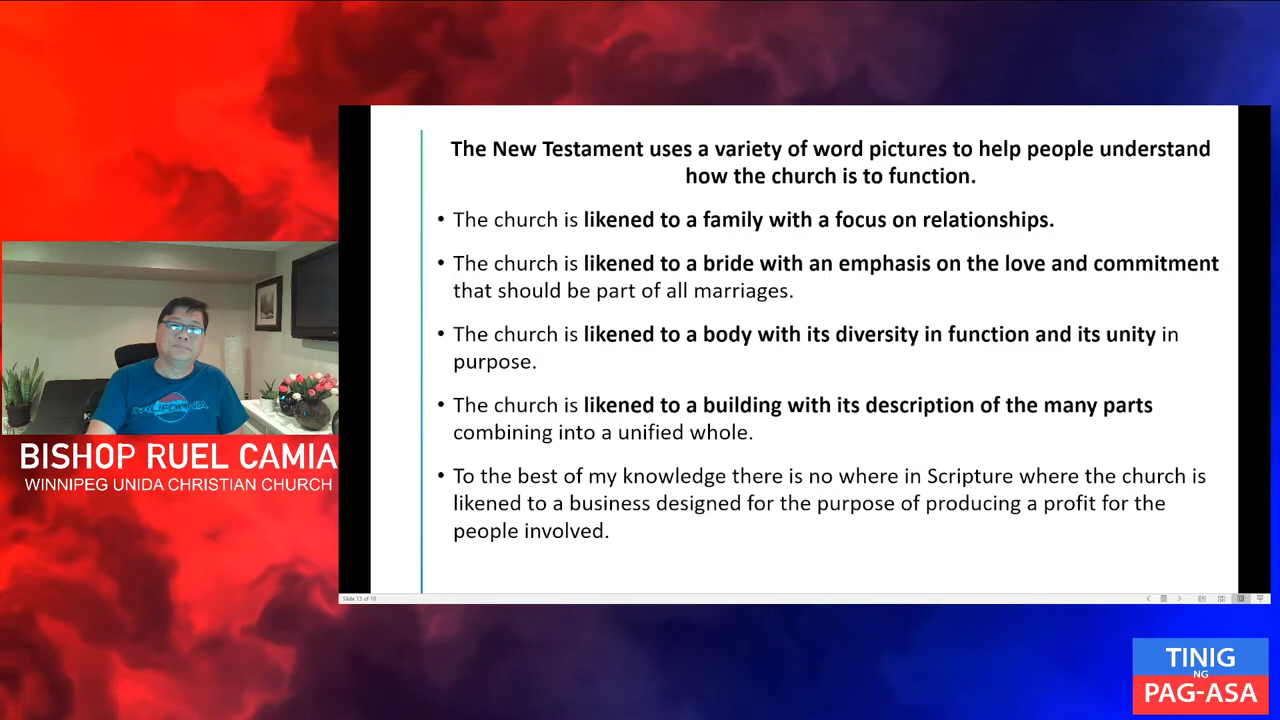 The New Testament uses a variety of word pictures to help people understand
how the church is to function.
• The church is likened to a family with a focus on relationships.
• The church is likened to a bride with an emphasis on the love and commitment
that should be part of all marriages.
• The church is likened to a body with its diversity in function and its unity in
purpose.
• The church is likened to a building with its description of the many parts
combining into a unified whole.
• To the best of my knowledge there is no where in Scripture where the church is
likened to a business designed for the purpose of producing a profit for the
people involved.
Slide 13 of 16
CALIFORNIA
BISHOP RUEL CAMIA
WINNIPEG UNIDA CHRISTIAN CHURCH
TINIG
NG
PAG-ASA